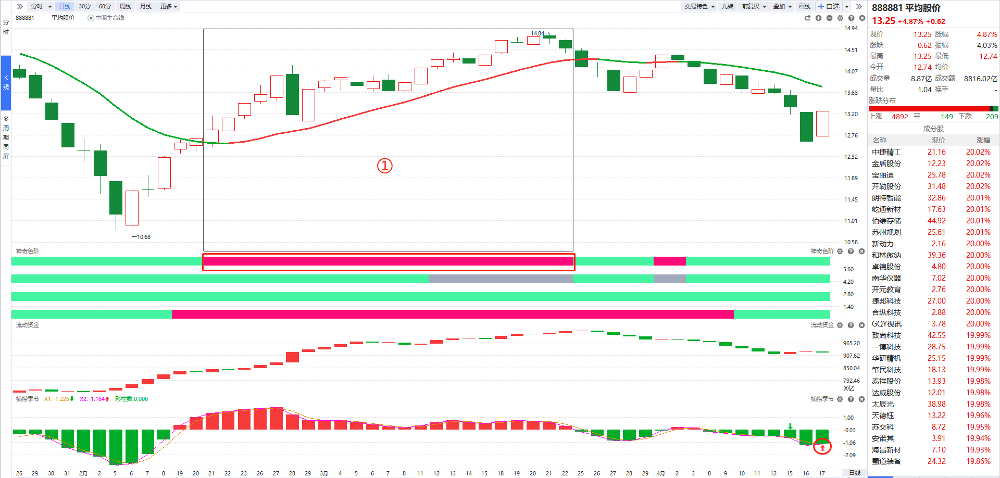 分时 日线 30分 60分 周线 月线 更多
交易特色 九转 前复权 叠加 画线 +自选
888881 平均股价 中期生命线
分时
K线
多周期同屏
14.94
14.51
14.07
13.63
13.20
12.76
12.32
11.89
11.45
11.01
10.58
14.84→
←10.68
①
神奇色阶 神奇色阶
5.60
4.20
2.80
1.40
流动资金 流动资金
965.20
907.62
850.04
792.46
X亿
捕捞季节 X1:-1.225 X2:-1.164 彩柱数:0.000 捕捞季节
1.00
-0.03
-1.06
-2.09
26 29 30 31 2月 2 5 6 7 8 19 20 21 22 23 26 27 28 29 3月 4 5 6 7 8 11 12 13 14 15 18 19 20 21 22 25 26 27 28 29 4月 2 3 8 9 10 11 12 15 16 17 日线
888881 平均股价
13.25 +4.87% +0.62
现价 13.25 涨幅 4.87%
涨跌 0.62 振幅 4.03%
最高 13.25 最低 12.74
今开 12.74 均价 -
成交量 8.87亿 成交额 8816.02亿
量比 1.04 换手 -
涨跌分布
上涨 4892 平 149 下跌 209
成分股
名称 现价 涨幅
中捷精工 21.16 20.02%
金盾股份 12.23 20.02%
宝丽迪 25.78 20.02%
开勒股份 31.48 20.02%
朗特智能 32.86 20.01%
屹通新材 17.63 20.01%
佰维存储 44.92 20.01%
苏州规划 25.61 20.01%
新动力 2.16 20.00%
和林微纳 39.36 20.00%
卓锦股份 4.80 20.00%
南华仪器 7.02 20.00%
开元教育 2.76 20.00%
捷邦科技 27.00 20.00%
合纵科技 2.88 20.00%
GQY视讯 3.78 20.00%
致尚科技 42.55 19.99%
一博科技 28.75 19.99%
华研精机 25.15 19.99%
肇民科技 18.13 19.99%
泰祥股份 13.93 19.98%
达威股份 12.01 19.98%
太辰光 38.98 19.98%
天德钰 13.22 19.96%
苏交科 8.72 19.95%
安诺其 3.91 19.94%
海昌新材 7.10 19.93%
蜀道装备 24.32 19.86%